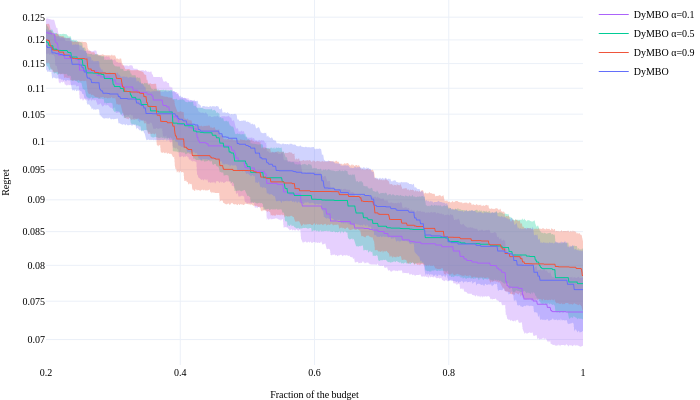 0.125
0.12
0.115
0.11
0.105
0.1
0.095
0.09
0.085
0.08
0.075
0.07
Regret
0.2
0.4
0.6
0.8
1
Fraction of the budget
DyMBO α=0.1
DyMBO α=0.5
DyMBO α=0.9
DyMBO